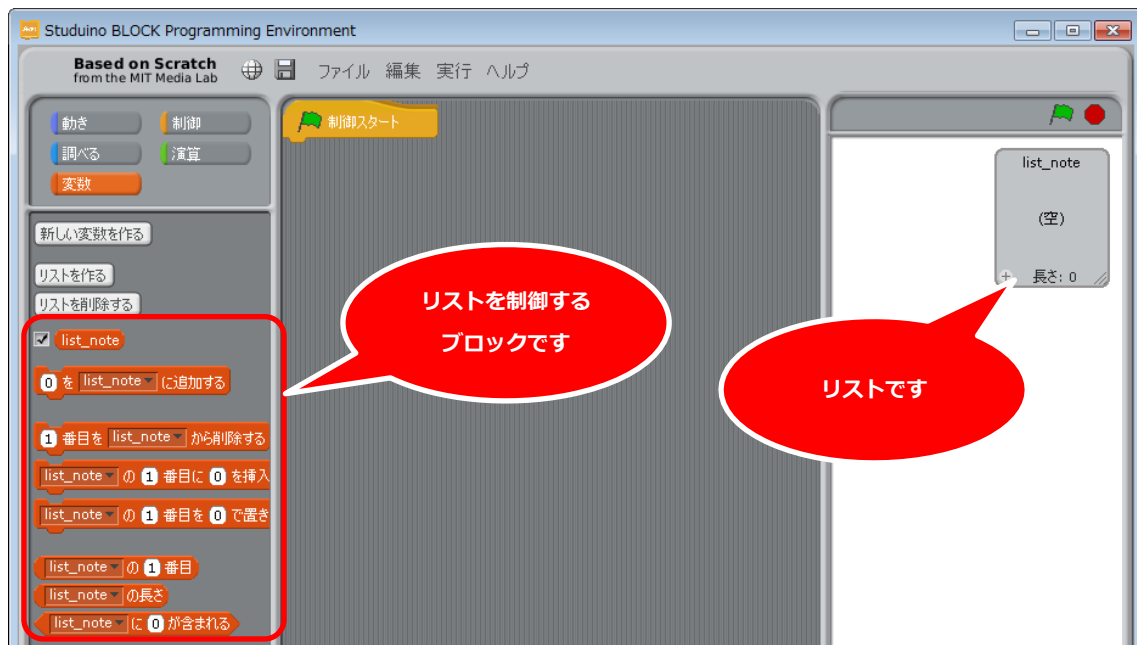 Studuino BLOCK Programming Environment
Based on Scratch
from the MIT Media Lab
ファイル 編集 実行 ヘルプ
動き 制御
調べる 演算
変数
新しい変数を作る
リストを作る
リストを削除する
list_note
0 を list_note に追加する
1 番目を list_note から削除する
list_note の 1 番目に 0 を挿入
list_note の 1 番目を 0 で置き
list_note の 1 番目
list_note の長さ
list_note に 0 が含まれる
制御スタート
リストを制御する
ブロックです
list_note
(空)
+ 長さ: 0
リストです